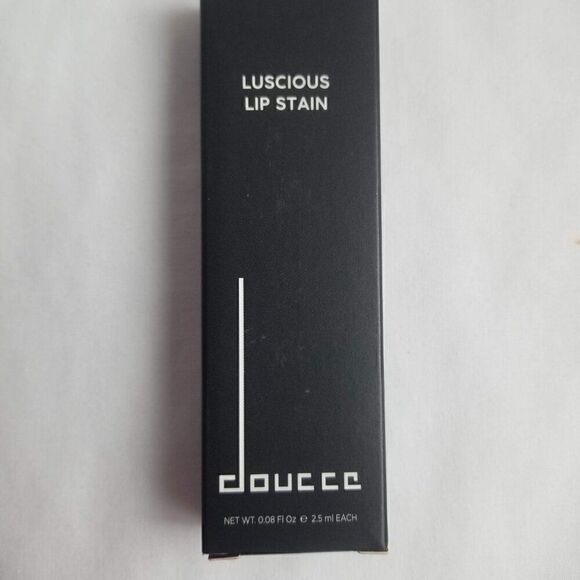 LUSCIOUS
LIP STAIN
doucce
NET WT. 0.08 Fl Oz ℮ 2.5 ml EACH